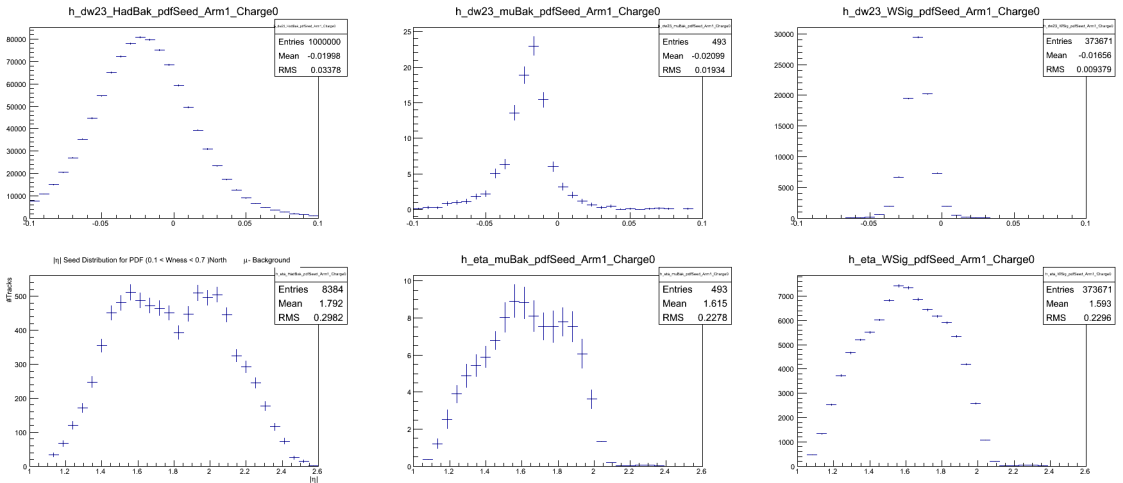 h_dw23_HadBak_pdfSeed_Arm1_Charge0
h_dw23_HadBak_pdfSeed_Arm1_Charge0
Entries 1000000
Mean -0.01998
RMS 0.03378
80000
70000
60000
50000
40000
30000
20000
10000
0
-0.1 -0.05 0 0.05 0.1
h_dw23_muBak_pdfSeed_Arm1_Charge0
h_dw23_muBak_pdfSeed_Arm1_Charge0
Entries 493
Mean -0.02099
RMS 0.01934
25
20
15
10
5
0
-0.1 -0.05 0 0.05 0.1
h_dw23_WSig_pdfSeed_Arm1_Charge0
h_dw23_WSig_pdfSeed_Arm1_Charge0
Entries 373671
Mean -0.01656
RMS 0.009379
30000
25000
20000
15000
10000
5000
0
-0.1 -0.05 0 0.05 0.1
|η| Seed Distribution for PDF (0.1 < Wness < 0.7 )North μ- Background
h_eta_HadBak_pdfSeed_Arm1_Charge0
Entries 8384
Mean 1.792
RMS 0.2982
#Tracks
500
400
300
200
100
0
1 1.2 1.4 1.6 1.8 2 2.2 2.4 2.6
|η|
h_eta_muBak_pdfSeed_Arm1_Charge0
h_eta_muBak_pdfSeed_Arm1_Charge0
Entries 493
Mean 1.615
RMS 0.2278
10
8
6
4
2
0
1 1.2 1.4 1.6 1.8 2 2.2 2.4 2.6
h_eta_WSig_pdfSeed_Arm1_Charge0
h_eta_WSig_pdfSeed_Arm1_Charge0
Entries 373671
Mean 1.593
RMS 0.2296
7000
6000
5000
4000
3000
2000
1000
0
1 1.2 1.4 1.6 1.8 2 2.2 2.4 2.6